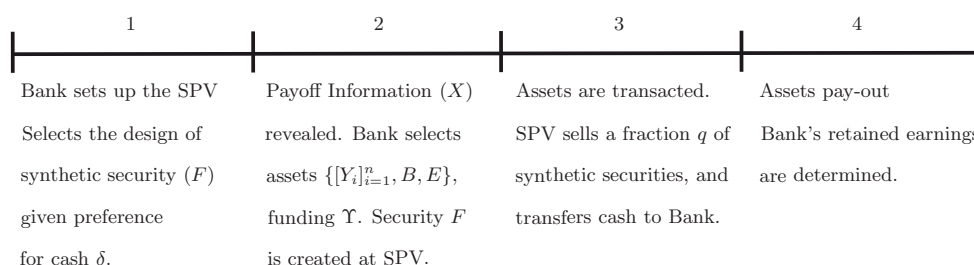 1 2 3 4
Bank sets up the SPV
Selects the design of
synthetic security (F)
given preference
for cash δ.
Payoff Information (X)
revealed. Bank selects
assets {[Y_i]_{i=1}^n, B, E},
funding ϒ. Security F
is created at SPV.
Assets are transacted.
SPV sells a fraction q of
synthetic securities, and
transfers cash to Bank.
Assets pay-out
Bank's retained earnings
are determined.